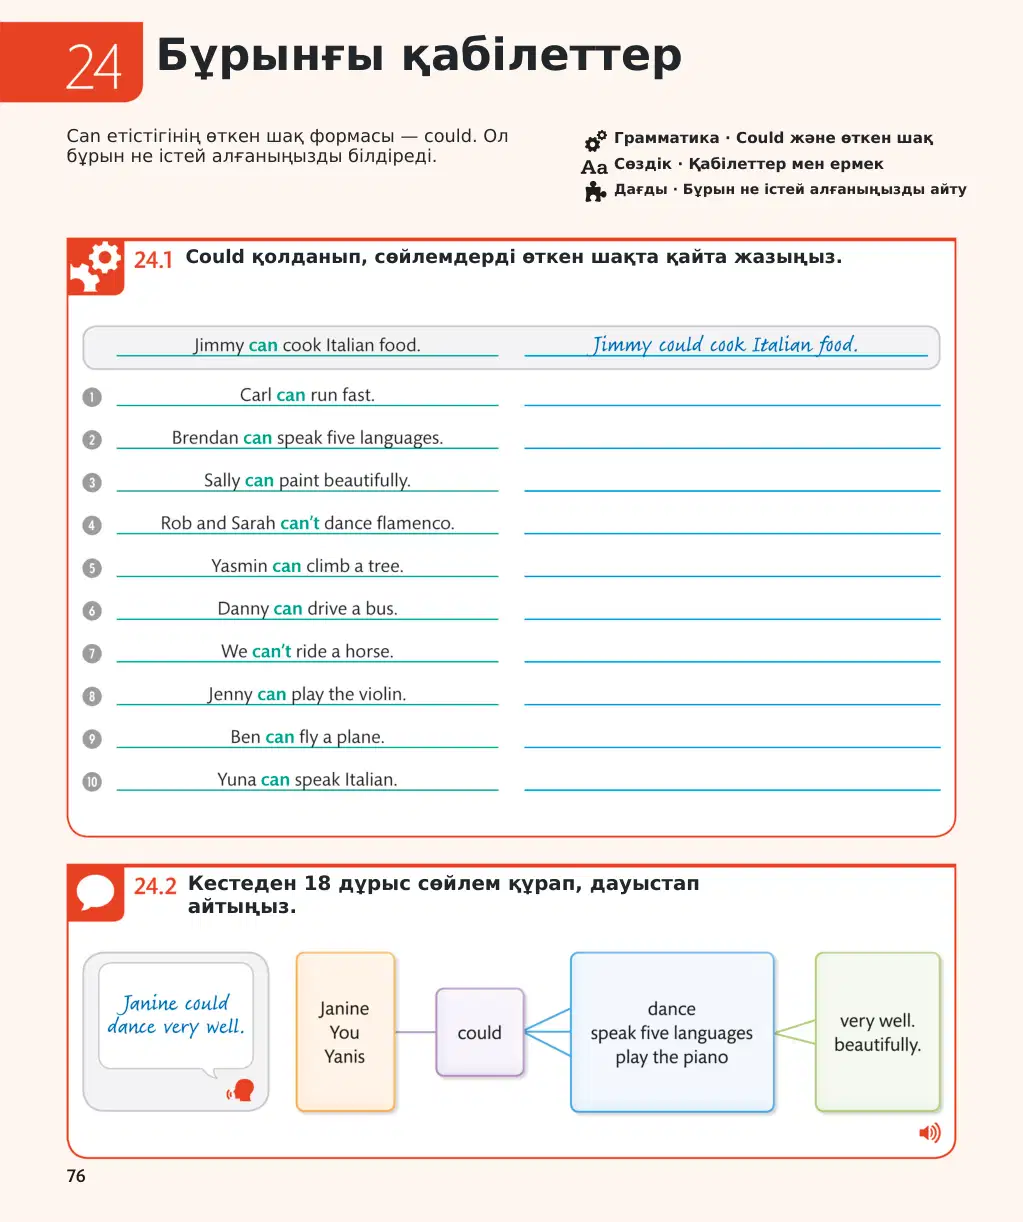 24
Бұрынғы қабілеттер
Can етістігінің өткен шақ формасы — could. Ол
бұрын не істей алғаныңызды білдіреді.
Грамматика · Could және өткен шақ
Aa Сөздік · Қабілеттер мен ермек
Дағды · Бұрын не істей алғаныңызды айту
24.1 Could қолданып, сөйлемдерді өткен шақта қайта жазыңыз.
Jimmy can cook Italian food. Jimmy could cook Italian food.
1 Carl can run fast.
2 Brendan can speak five languages.
3 Sally can paint beautifully.
4 Rob and Sarah can't dance flamenco.
5 Yasmin can climb a tree.
6 Danny can drive a bus.
7 We can't ride a horse.
8 Jenny can play the violin.
9 Ben can fly a plane.
10 Yuna can speak Italian.
24.2 Кестеден 18 дұрыс сөйлем құрап, дауыстап
айтыңыз.
Janine could
dance very well.
Janine
You
Yanis
could
dance
speak five languages
play the piano
very well.
beautifully.
76